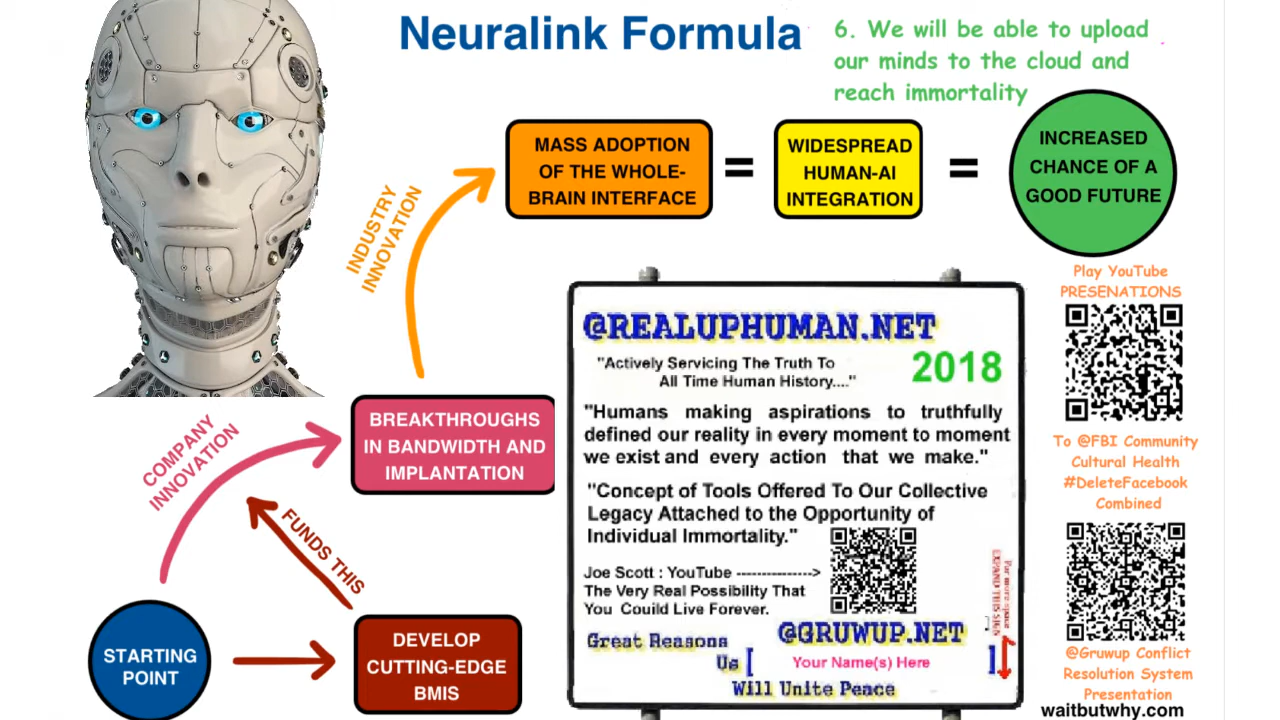 Neuralink Formula
6. We will be able to upload
our minds to the cloud and
reach immortality
MASS ADOPTION
OF THE WHOLE-
BRAIN INTERFACE
=
WIDESPREAD
HUMAN-AI
INTEGRATION
=
INCREASED
CHANCE OF A
GOOD FUTURE
INDUSTRY
INNOVATION
BREAKTHROUGHS
IN BANDWIDTH AND
IMPLANTATION
COMPANY
INNOVATION
FUNDS THIS
STARTING
POINT
DEVELOP
CUTTING-EDGE
BMIS
@REALUPHUMAN.NET
"Actively Servicing The Truth To
All Time Human History...."
2018
"Humans making aspirations to truthfully
defined our reality in every moment to moment
we exist and every action that we make."
"Concept of Tools Offered To Our Collective
Legacy Attached to the Opportunity of
Individual Immortality."
Joe Scott : YouTube -------------->
The Very Real Possibility That
You Couild Live Forever.
For more space
EXPAND THIS SIGN
Great Reasons
@GRUWUP.NET
Us [
Your Name(s) Here
]
Will Unite Peace
Play YouTube
PRESENATIONS
To @FBI Community
Cultural Health
#DeleteFacebook
Combined
@Gruwup Conflict
Resolution System
Presentation
waitbutwhy.com